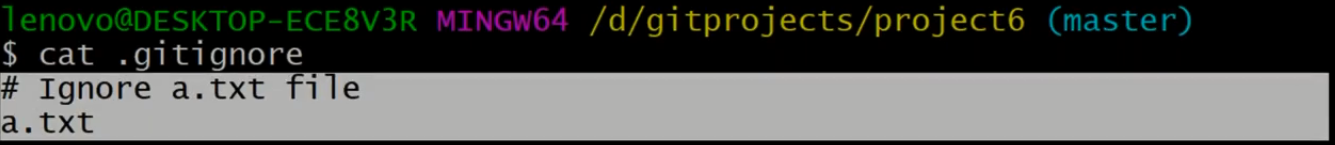 lenovo@DESKTOP-ECE8V3R MINGW64 /d/gitprojects/project6 (master)
$ cat .gitignore
# Ignore a.txt file
a.txt